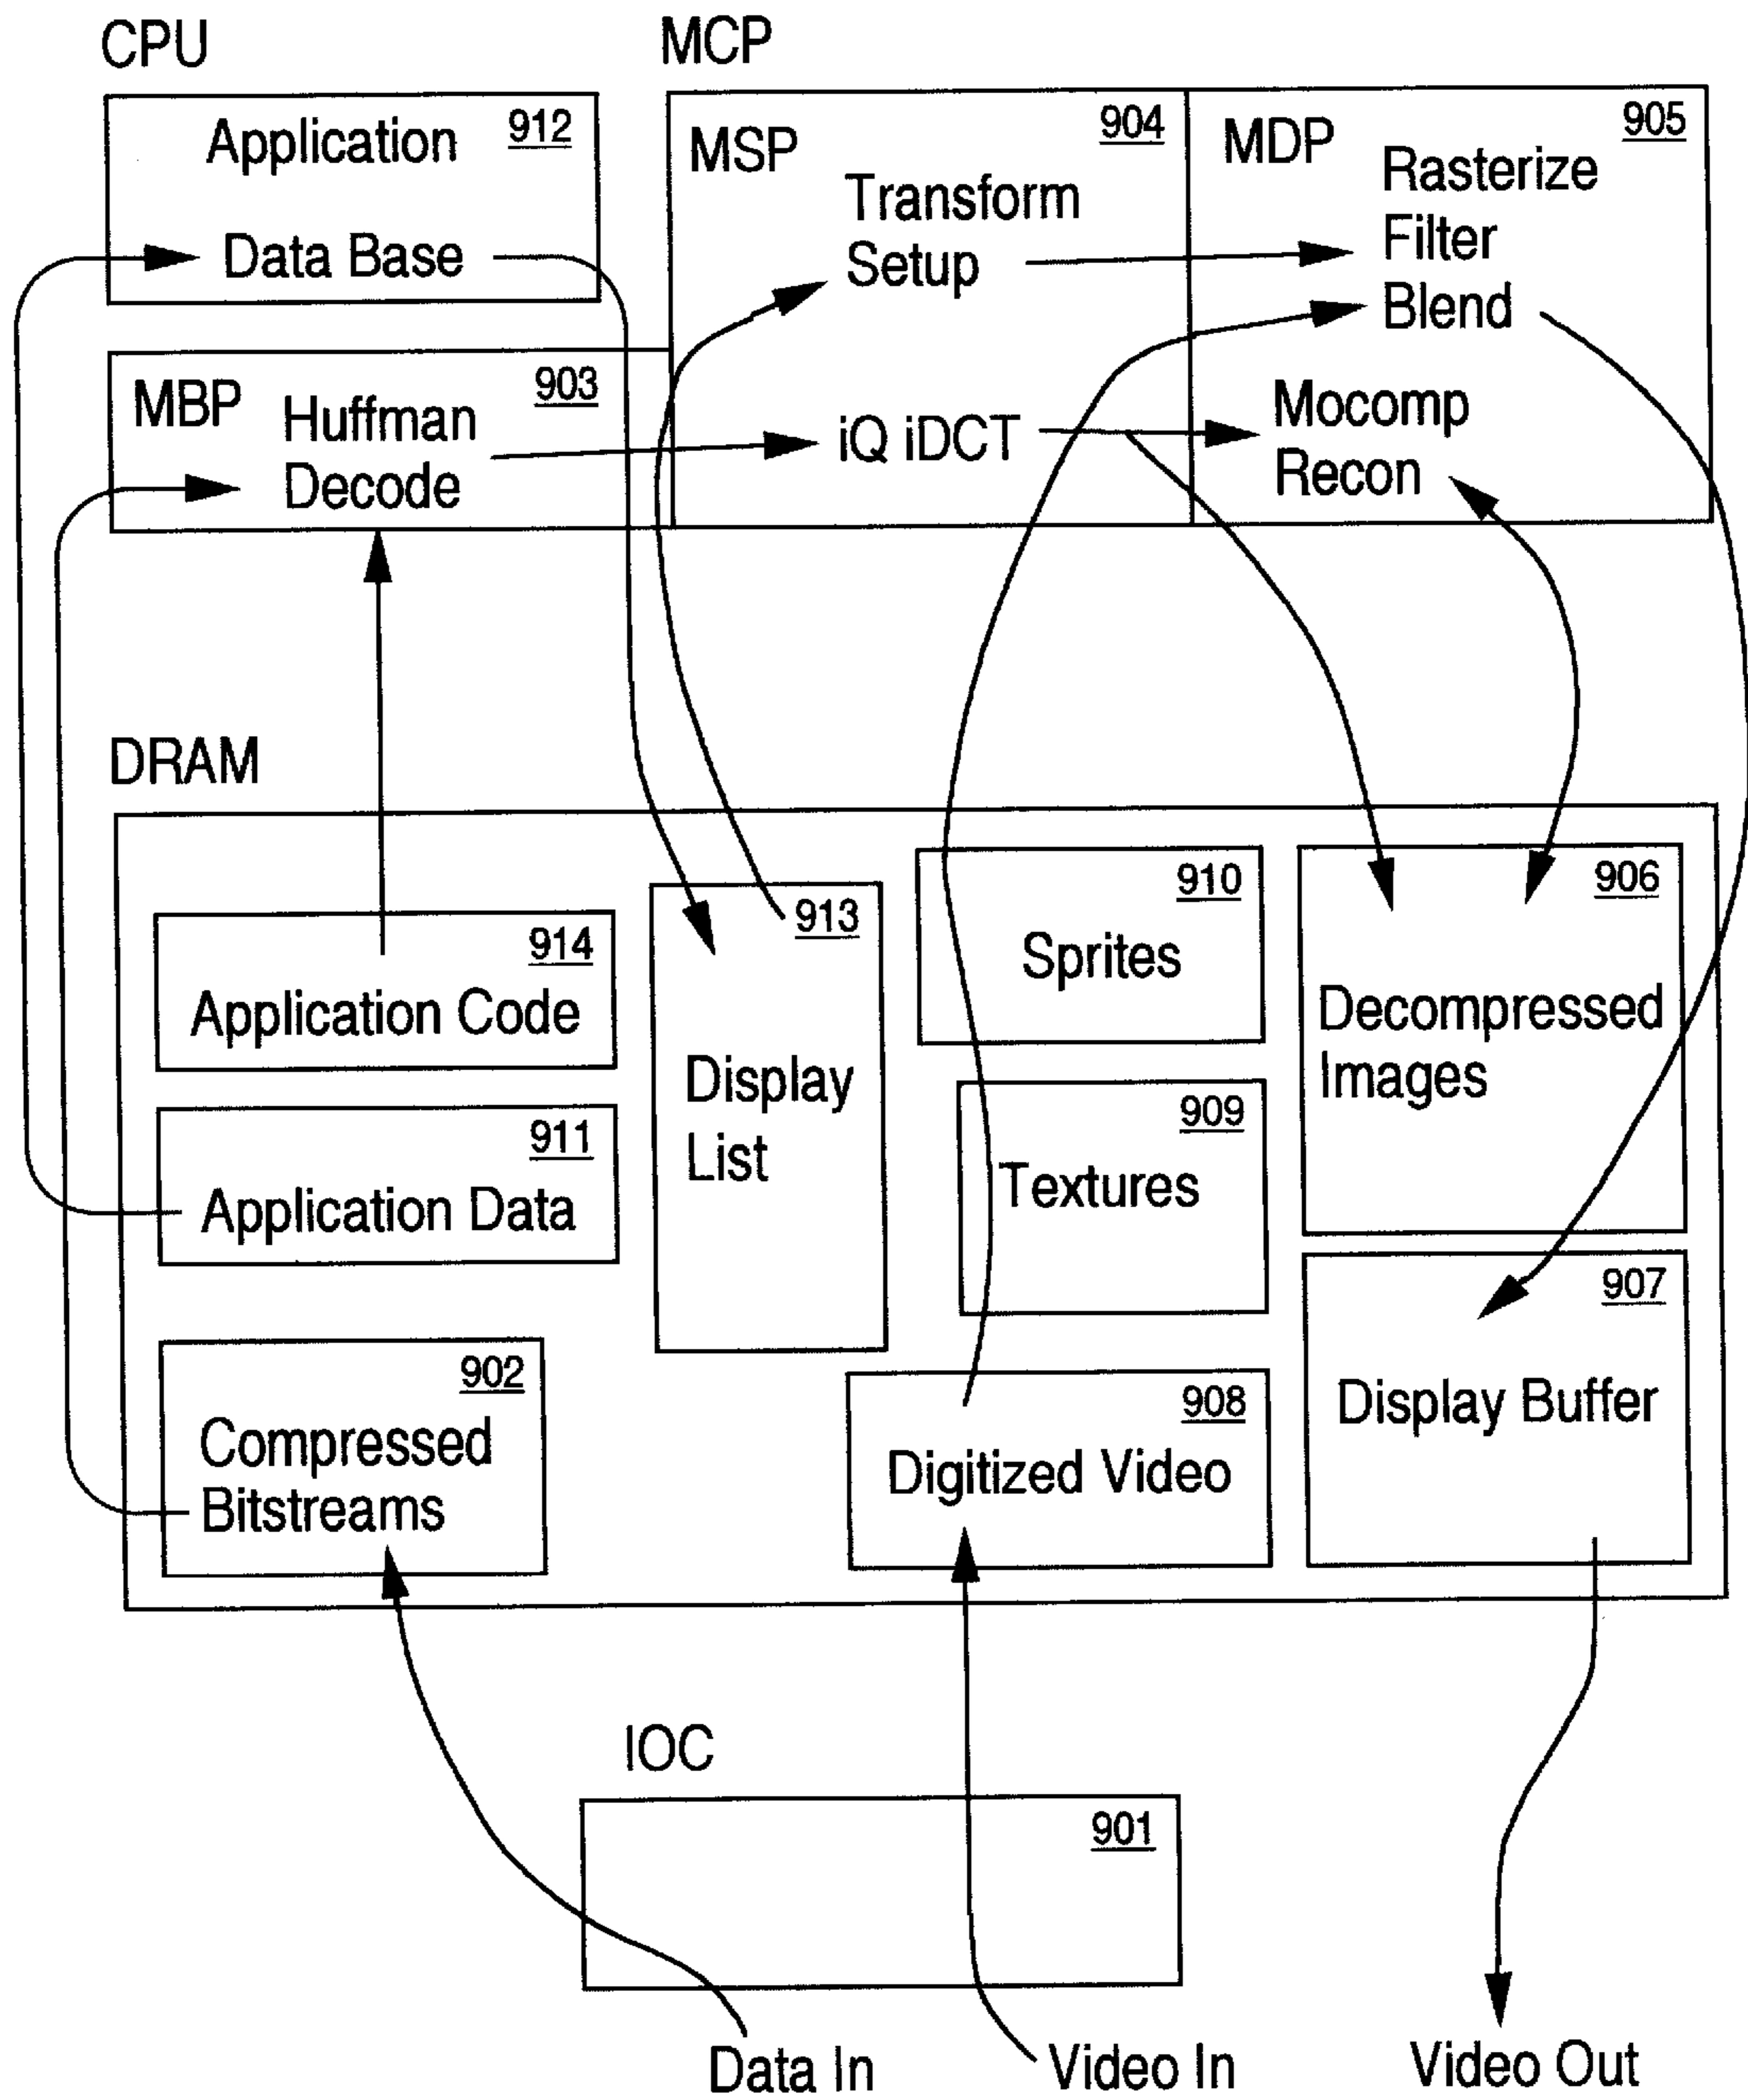 CPU
MCP
Application
912
Data Base
MSP
904
Transform
Setup
MDP
905
Rasterize
Filter
Blend
MBP
903
Huffman
Decode
iQ iDCT
Mocomp
Recon
DRAM
914
Application Code
911
Application Data
902
Compressed
Bitstreams
913
Display
List
910
Sprites
909
Textures
908
Digitized Video
906
Decompressed
Images
907
Display Buffer
IOC
901
Data In
Video In
Video Out